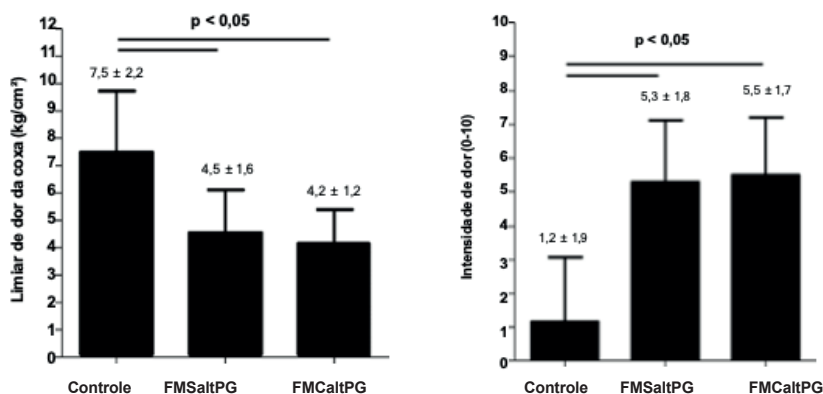 p < 0,05
Limiar de dor da coxa (kg/cm²)
12
11
10
9
8
7
6
5
4
3
2
1
0
7,5 ± 2,2
4,5 ± 1,6
4,2 ± 1,2
Controle FMSaltPG FMCaltPG
p < 0,05
Intensidade de dor (0-10)
10
9
8
7
6
5
4
3
2
1
0
1,2 ± 1,9
5,3 ± 1,8
5,5 ± 1,7
Controle FMSaltPG FMCaltPG